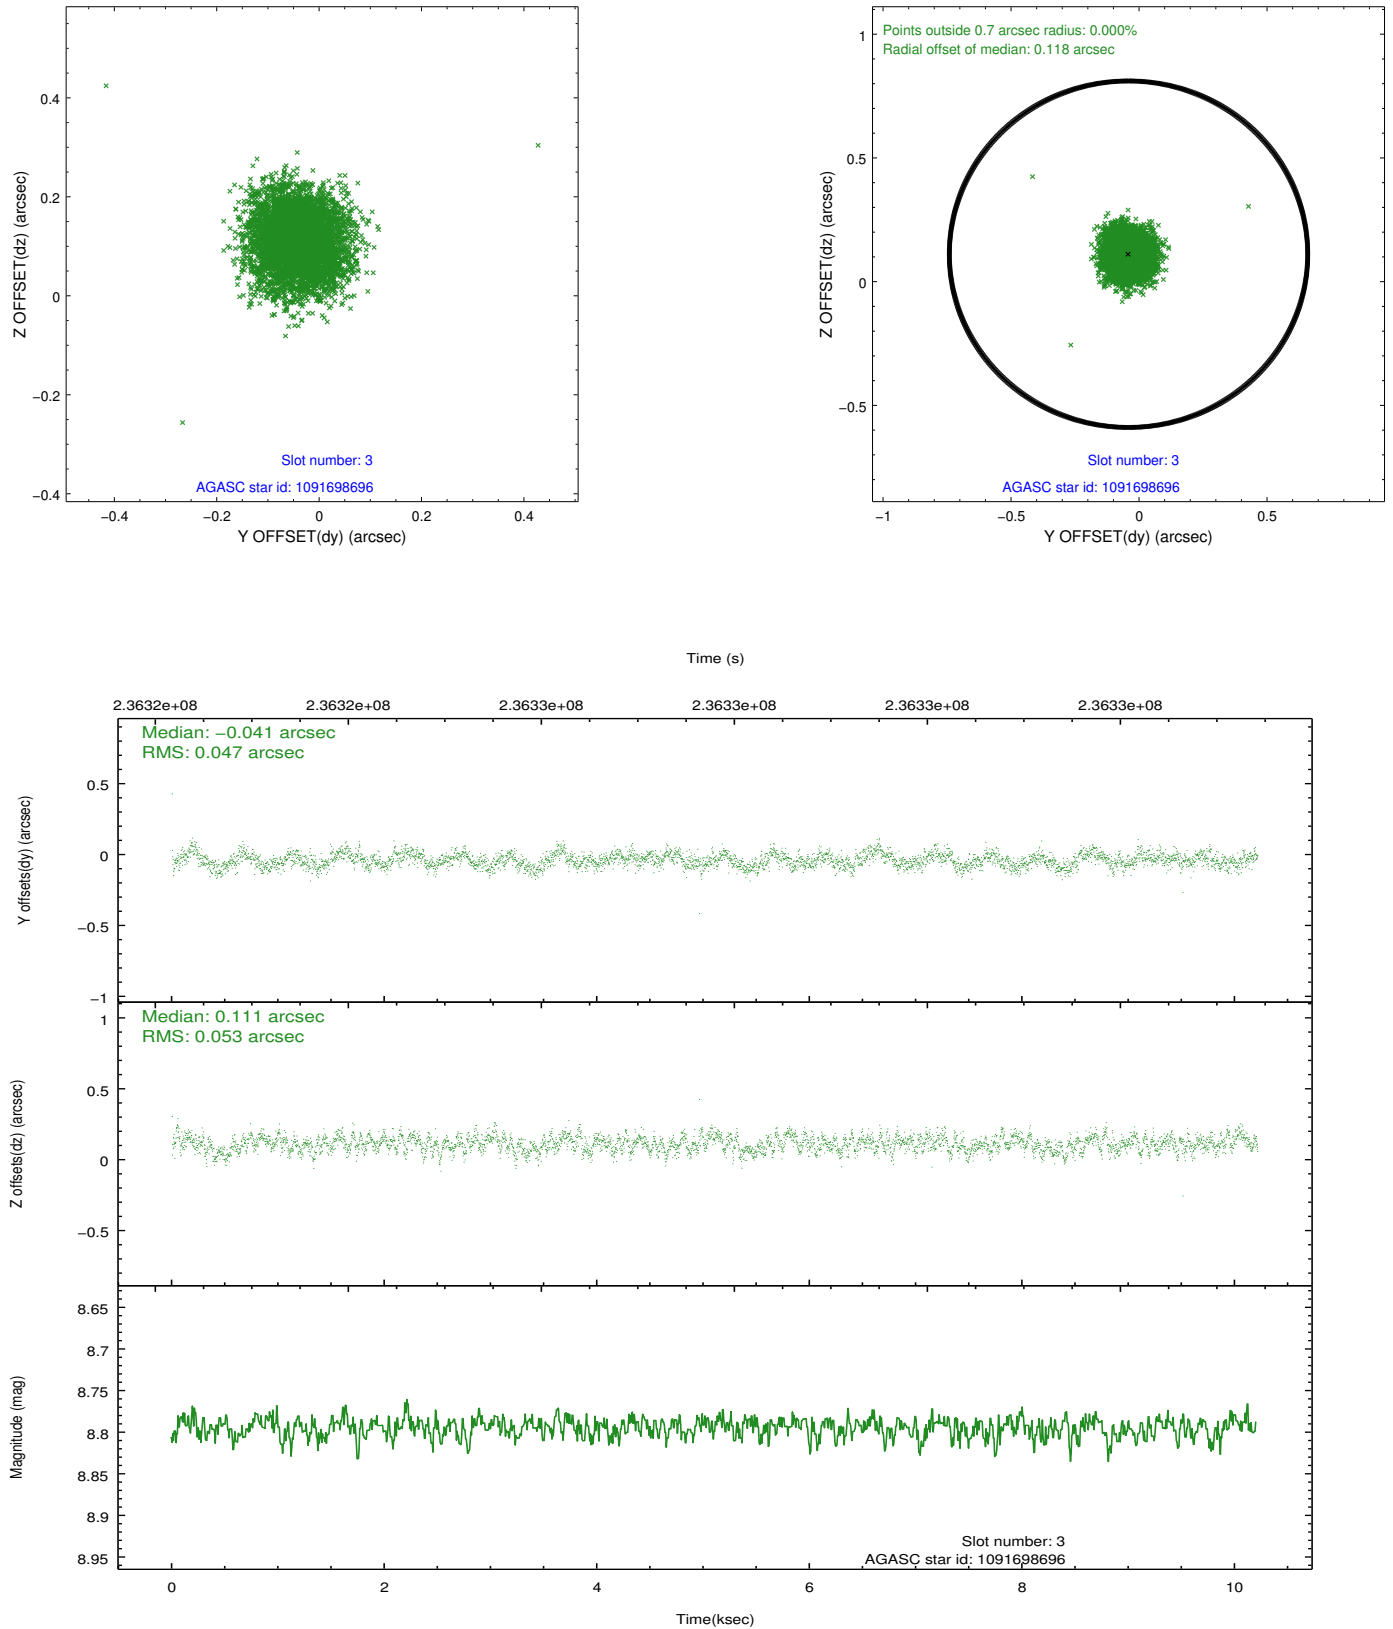 0.4
0.2
0
−0.2
−0.4
Z OFFSET(dz) (arcsec)
Slot number: 3
AGASC star id: 1091698696
−0.4 −0.2 0 0.2 0.4
Y OFFSET(dy) (arcsec)
Points outside 0.7 arcsec radius: 0.000%
Radial offset of median: 0.118 arcsec
1
0.5
0
−0.5
Z OFFSET(dz) (arcsec)
Slot number: 3
AGASC star id: 1091698696
−1 −0.5 0 0.5
Y OFFSET(dy) (arcsec)
Time (s)
2.3632e+08 2.3632e+08 2.3633e+08 2.3633e+08 2.3633e+08 2.3633e+08
Median: −0.041 arcsec
RMS: 0.047 arcsec
0.5
0
−0.5
−1
Y offsets(dy) (arcsec)
Median: 0.111 arcsec
RMS: 0.053 arcsec
1
0.5
0
−0.5
Z offsets(dz) (arcsec)
8.65
8.7
8.75
8.8
8.85
8.9
8.95
Magnitude (mag)
Slot number: 3
AGASC star id: 1091698696
0 2 4 6 8 10
Time(ksec)